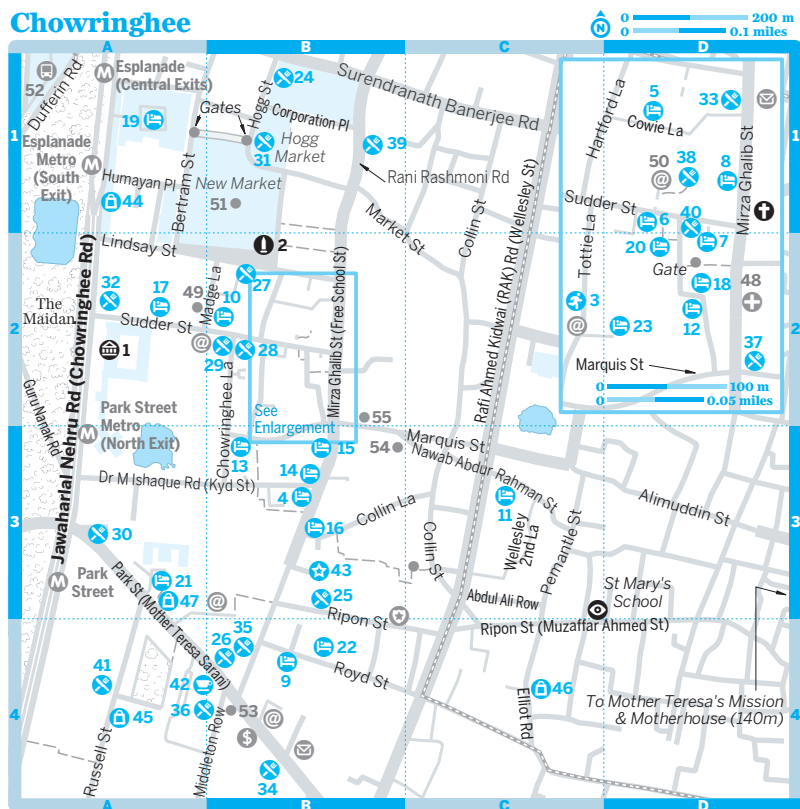 Chowringhee
N
0 200 m
0 0.1 miles
A B C D
Dufferin Rd
52
Esplanade
(Central Exits)
Gates
Hogg St
24
Surendranath Banerjee Rd
Corporation Pl
19
31
Hogg
Market
39
Rani Rashmoni Rd
1
1
Esplanade
Metro
(South
Exit)
Humayan Pl
44
Bertram St
New Market
51
Market St
Collin St
Rafi Ahmed Kidwai (RAK) Rd (Wellesley St)
Hartford La
5
Cowie La
33
50
38
8
Mirza Ghalib St
Sudder St
6
40
20
7
Tottie La
Gate
18
48
3
12
23
37
Marquis St
0 100 m
0 0.05 miles
Lindsay St
2
32
17
49
Madge La
10
27
The
Maidan
Sudder St
1
29
28
Mirza Ghalib St (Free School St)
2
2
Jawaharlal Nehru Rd (Chowringhee Rd)
Guru Nanak Rd
Park Street
Metro
(North Exit)
Chowringhee La
See
Enlargement
55
13
15
54
Marquis St
Nawab Abdur Rahman St
Dr M Ishaque Rd (Kyd St)
14
4
Collin La
11
Alimuddin St
3
3
16
30
Collin St
Wellesley
2nd La
Pemantle St
Park
Street
Park St (Mother Teresa Sarani)
21
47
43
25
Abdul Ali Row
St Mary's
School
Ripon St
Ripon St (Muzaffar Ahmed St)
35
26
22
9
Royd St
41
42
36
53
45
46
Elliot Rd
To Mother Teresa's Mission
& Motherhouse (140m)
4
4
Russell St
Middleton Row
34
A B C D